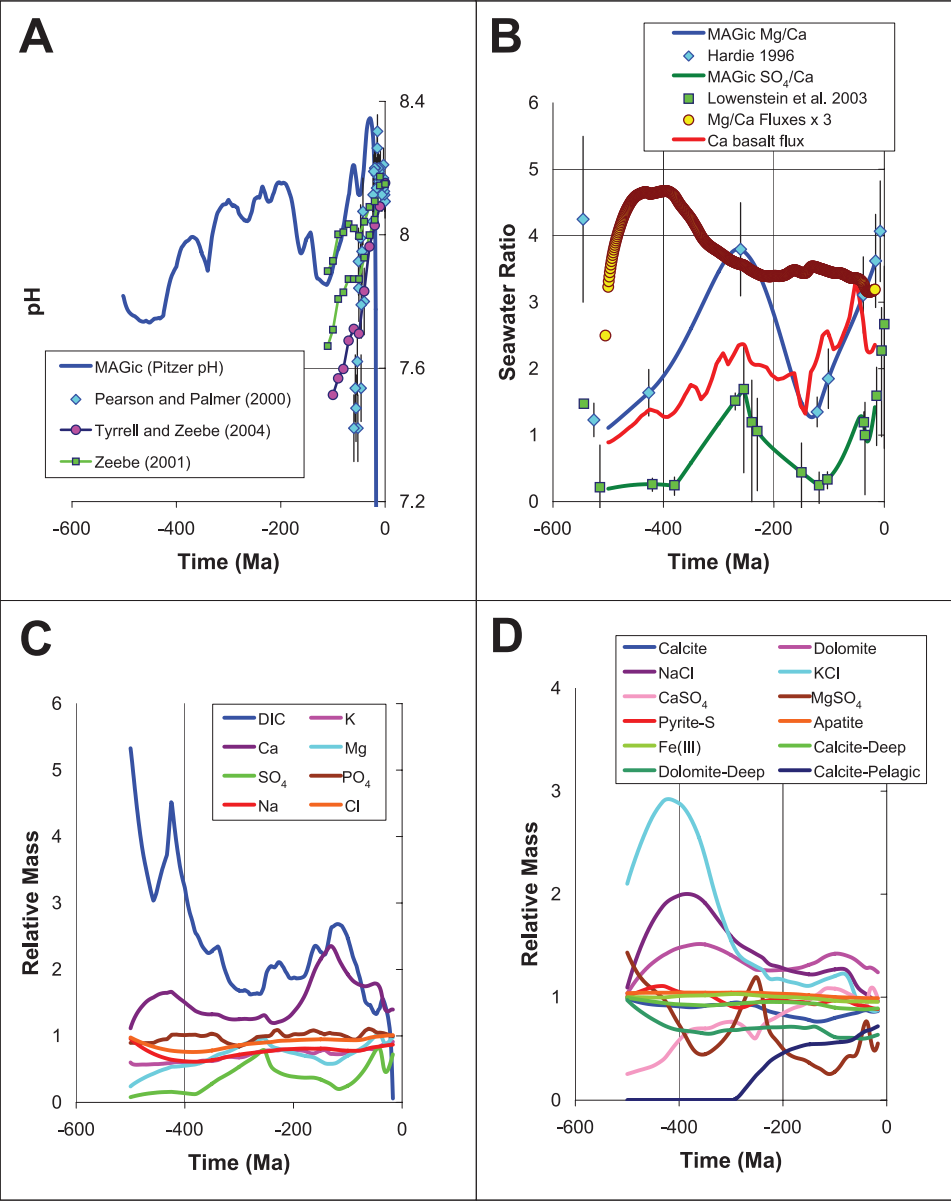 A
8.4
8
7.6
7.2
pH
MAGic (Pitzer pH)
Pearson and Palmer (2000)
Tyrrell and Zeebe (2004)
Zeebe (2001)
-600 -400 -200 0
Time (Ma)
B
MAGic Mg/Ca
Hardie 1996
MAGic SO4/Ca
Lowenstein et al. 2003
Mg/Ca Fluxes x 3
Ca basalt flux
6
5
4
3
2
1
0
Seawater Ratio
-600 -400 -200 0
Time (Ma)
C
6
5
4
3
2
1
0
Relative Mass
DIC K
Ca Mg
SO4 PO4
Na Cl
-600 -400 -200 0
Time (Ma)
D
Calcite Dolomite
NaCl KCl
CaSO4 MgSO4
Pyrite-S Apatite
Fe(III) Calcite-Deep
Dolomite-Deep Calcite-Pelagic
4
3
2
1
0
Relative Mass
-600 -400 -200 0
Time (Ma)